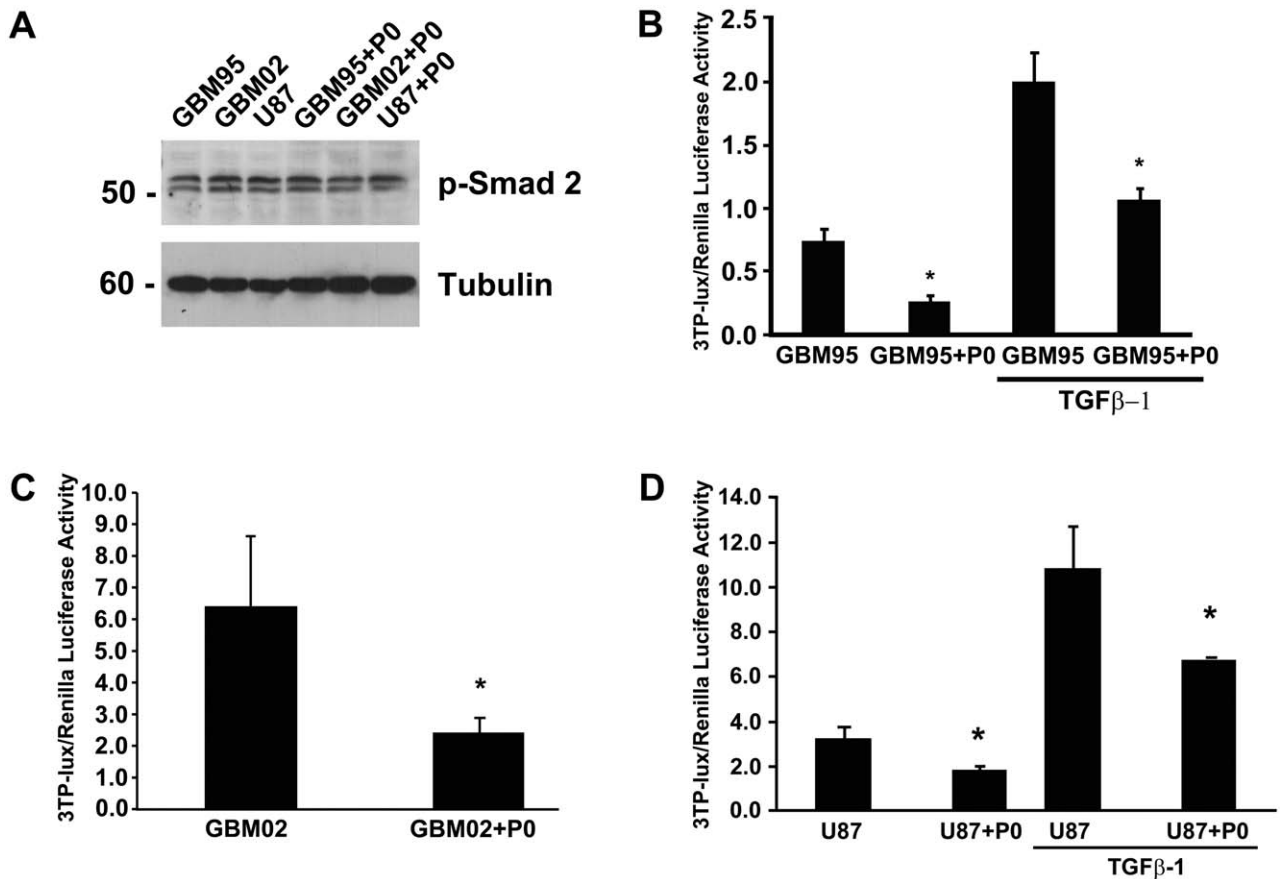 A
GBM95
GBM02
U87
GBM95+P0
GBM02+P0
U87+P0
50 -
p-Smad 2
60 -
Tubulin
B
3TP-lux/Renilla Luciferase Activity
2.5
2.0
1.5
1.0
0.5
0.0
*
*
GBM95 GBM95+P0 GBM95 GBM95+P0
TGFβ–1
C
3TP-lux/Renilla Luciferase Activity
10.0
9.0
8.0
7.0
6.0
5.0
4.0
3.0
2.0
1.0
0.0
*
GBM02 GBM02+P0
D
3TP-lux/Renilla Luciferase Activity
14.0
12.0
10.0
8.0
6.0
4.0
2.0
0.0
*
*
U87 U87+P0 U87 U87+P0
TGFβ-1